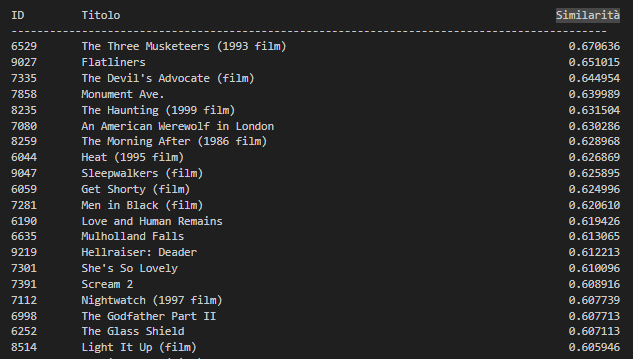 ID Titolo Similarità
--------------------------------------------------------------------------------------------
6529 The Three Musketeers (1993 film) 0.670636
9027 Flatliners 0.651015
7335 The Devil's Advocate (film) 0.644954
7858 Monument Ave. 0.639989
8235 The Haunting (1999 film) 0.631504
7080 An American Werewolf in London 0.630286
8259 The Morning After (1986 film) 0.628968
6044 Heat (1995 film) 0.626869
9047 Sleepwalkers (film) 0.625895
6059 Get Shorty (film) 0.624996
7281 Men in Black (film) 0.620610
6190 Love and Human Remains 0.619426
6635 Mulholland Falls 0.613065
9219 Hellraiser: Deader 0.612213
7301 She's So Lovely 0.610096
7391 Scream 2 0.608916
7112 Nightwatch (1997 film) 0.607739
6998 The Godfather Part II 0.607713
6252 The Glass Shield 0.607113
8514 Light It Up (film) 0.605946